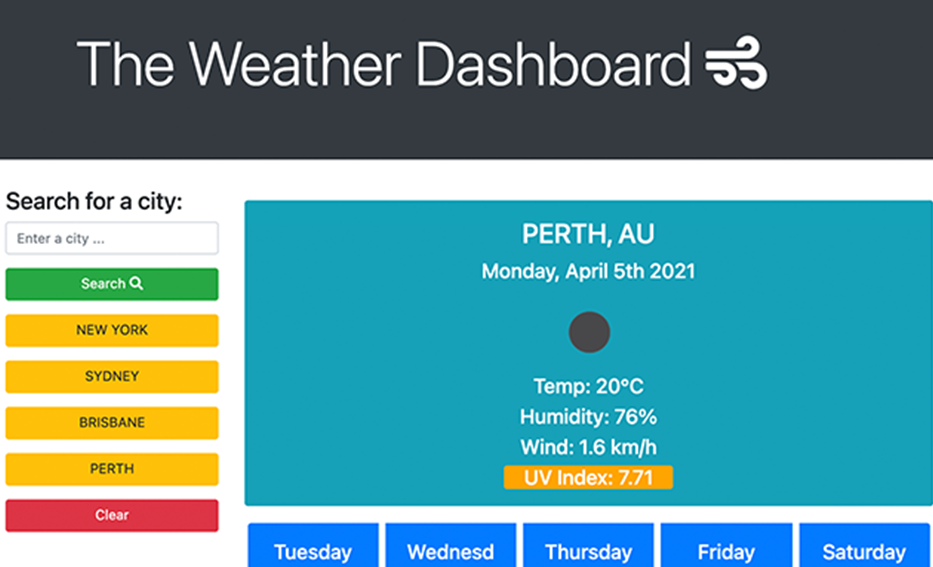 The Weather Dashboard
Search for a city:
Enter a city ...
Search
NEW YORK
SYDNEY
BRISBANE
PERTH
Clear
PERTH, AU
Monday, April 5th 2021
Temp: 20°C
Humidity: 76%
Wind: 1.6 km/h
UV Index: 7.71
Tuesday Wednesd Thursday Friday Saturday